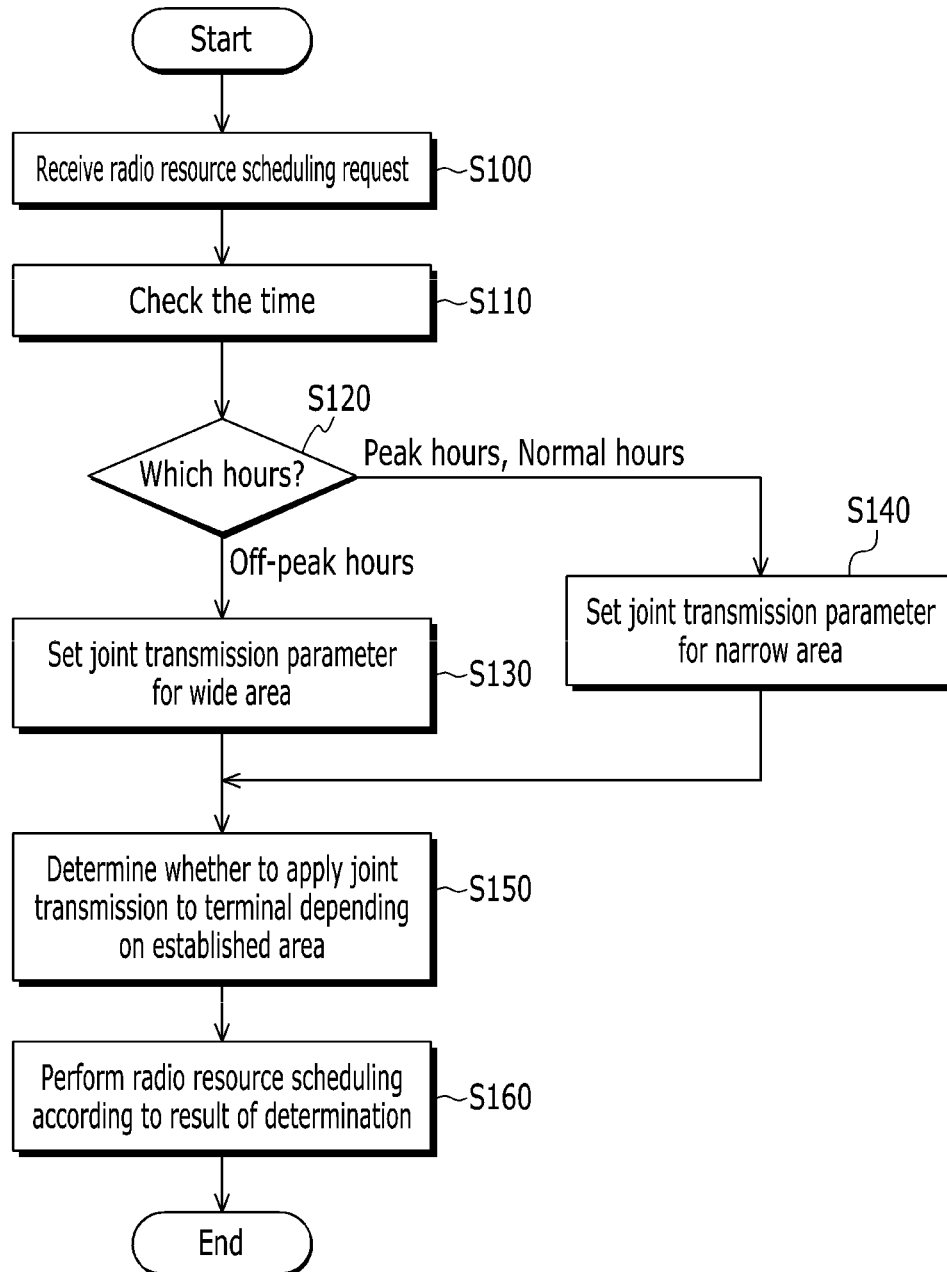 Start
Receive radio resource scheduling request
S100
Check the time
S110
S120
Which hours?
Peak hours, Normal hours
Off-peak hours
S140
Set joint transmission parameter
for narrow area
Set joint transmission parameter
for wide area
S130
Determine whether to apply joint
transmission to terminal depending
on established area
S150
Perform radio resource scheduling
according to result of determination
S160
End